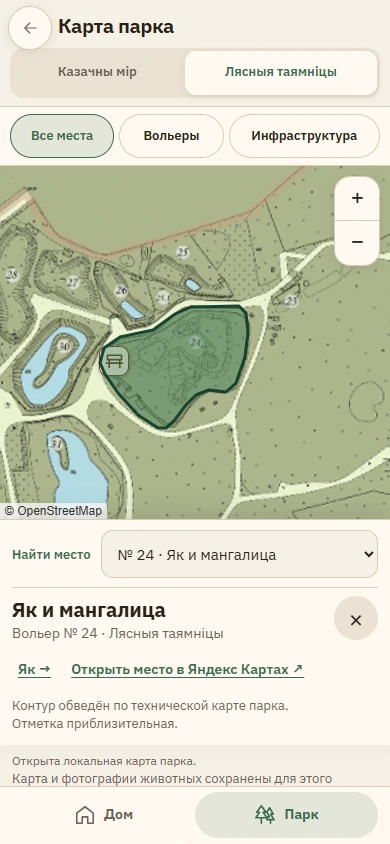 Карта парка
Казачны мір
Лясныя таямніцы
Все места
Вольеры
Инфраструктура
+
−
25
28
27
26
24
23
30
31
© OpenStreetMap
Найти место
№ 24 · Як и мангалица
Як и мангалица
Вольер № 24 · Лясныя таямніцы
×
Як →
Открыть место в Яндекс Картах ↗
Контур обведён по технической карте парка.
Отметка приблизительная.
Открыта локальная карта парка.
Карта и фотографии животных сохранены для этого
Дом
Парк